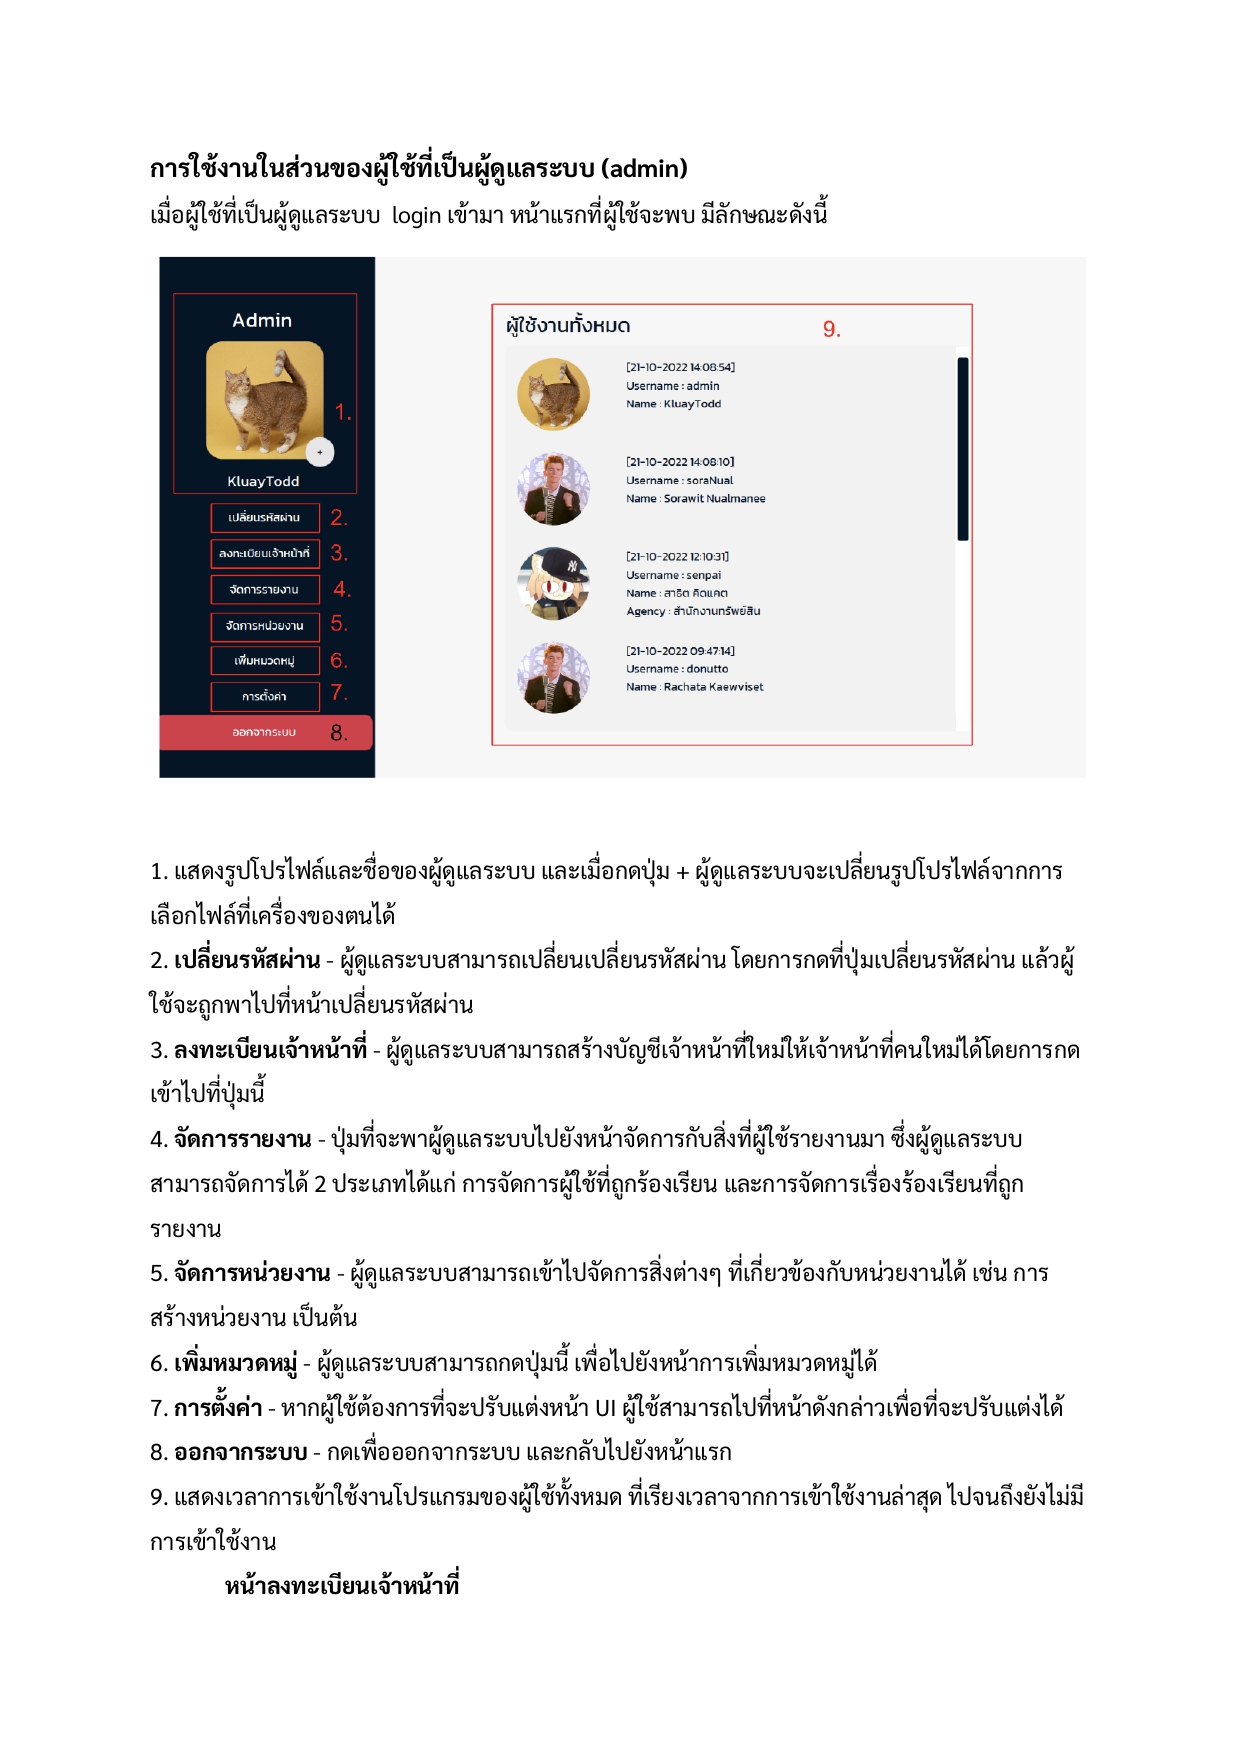 การใช้งานในส่วนของผู้ใช้ที่เป็นผู้ดูแลระบบ (admin)
เมื่อผู้ใช้ที่เป็นผู้ดูแลระบบ login เข้ามา หน้าแรกที่ผู้ใช้จะพบ มีลักษณะดังนี้
Admin
1.
+
KluayTodd
เปลี่ยนรหัสผ่าน 2.
ลงทะเบียนเจ้าหน้าที่ 3.
จัดการรายงาน 4.
จัดการหน่วยงาน 5.
เพิ่มหมวดหมู่ 6.
การตั้งค่า 7.
ออกจากระบบ 8.
ผู้ใช้งานทั้งหมด 9.
[21-10-2022 14:08:54]
Username : admin
Name : KluayTodd
[21-10-2022 14:08:10]
Username : soraNual
Name : Sorawit Nualmanee
[21-10-2022 12:10:31]
Username : senpai
Name : สาธิต คิดแคต
Agency : สำนักงานทรัพย์สิน
[21-10-2022 09:47:14]
Username : donutto
Name : Rachata Kaewviset
1. แสดงรูปโปรไฟล์และชื่อของผู้ดูแลระบบ และเมื่อกดปุ่ม + ผู้ดูแลระบบจะเปลี่ยนรูปโปรไฟล์จากการ
เลือกไฟล์ที่เครื่องของตนได้
2. เปลี่ยนรหัสผ่าน - ผู้ดูแลระบบสามารถเปลี่ยนเปลี่ยนรหัสผ่าน โดยการกดที่ปุ่มเปลี่ยนรหัสผ่าน แล้วผู้
ใช้จะถูกพาไปที่หน้าเปลี่ยนรหัสผ่าน
3. ลงทะเบียนเจ้าหน้าที่ - ผู้ดูแลระบบสามารถสร้างบัญชีเจ้าหน้าที่ใหม่ให้เจ้าหน้าที่คนใหม่ได้โดยการกด
เข้าไปที่ปุ่มนี้
4. จัดการรายงาน - ปุ่มที่จะพาผู้ดูแลระบบไปยังหน้าจัดการกับสิ่งที่ผู้ใช้รายงานมา ซึ่งผู้ดูแลระบบ
สามารถจัดการได้ 2 ประเภทได้แก่ การจัดการผู้ใช้ที่ถูกร้องเรียน และการจัดการเรื่องร้องเรียนที่ถูก
รายงาน
5. จัดการหน่วยงาน - ผู้ดูแลระบบสามารถเข้าไปจัดการสิ่งต่างๆ ที่เกี่ยวข้องกับหน่วยงานได้ เช่น การ
สร้างหน่วยงาน เป็นต้น
6. เพิ่มหมวดหมู่ - ผู้ดูแลระบบสามารถกดปุ่มนี้ เพื่อไปยังหน้าการเพิ่มหมวดหมู่ได้
7. การตั้งค่า - หากผู้ใช้ต้องการที่จะปรับแต่งหน้า UI ผู้ใช้สามารถไปที่หน้าดังกล่าวเพื่อที่จะปรับแต่งได้
8. ออกจากระบบ - กดเพื่อออกจากระบบ และกลับไปยังหน้าแรก
9. แสดงเวลาการเข้าใช้งานโปรแกรมของผู้ใช้ทั้งหมด ที่เรียงเวลาจากการเข้าใช้งานล่าสุด ไปจนถึงยังไม่มี
การเข้าใช้งาน
หน้าลงทะเบียนเจ้าหน้าที่